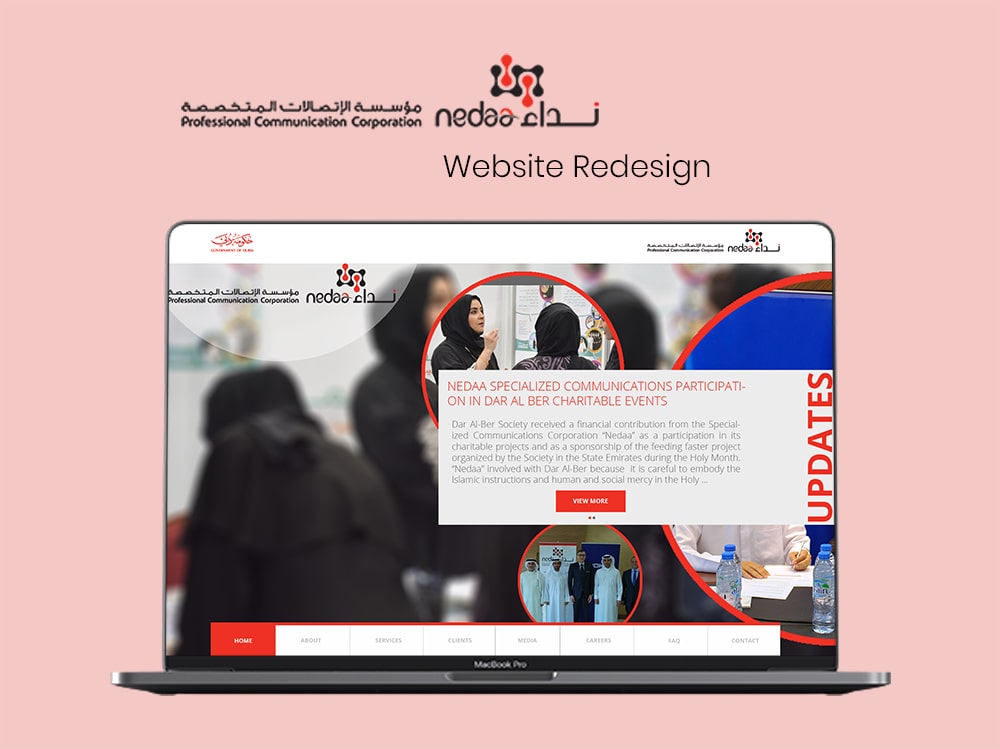 مؤسسة الإتصالات المتخصصة
Professional Communication Corporation
nedaa نداء
Website Redesign
حكومة دبي
GOVERNMENT OF DUBAI
مؤسسة الإتصالات المتخصصة
Professional Communication Corporation
nedaa نداء
مؤسسة الإتصالات المتخصصة
Professional Communication Corporation
nedaa نداء
NEDAA SPECIALIZED COMMUNICATIONS PARTICIPATI-
ON IN DAR AL BER CHARITABLE EVENTS
Dar Al-Ber Society received a financial contribution from the Special-
ized Communications Corporation “Nedaa” as a participation in its
charitable projects and as a sponsorship of the feeding faster project
organized by the Society in the State Emirates during the Holy Month.
“Nedaa” involved with Dar Al-Ber because it is careful to embody the
Islamic instructions and human and social mercy in the Holy ...
VIEW MORE
UPDATES
nedaa
HOME ABOUT SERVICES CLIENTS MEDIA CAREERS FAQ CONTACT
MacBook Pro